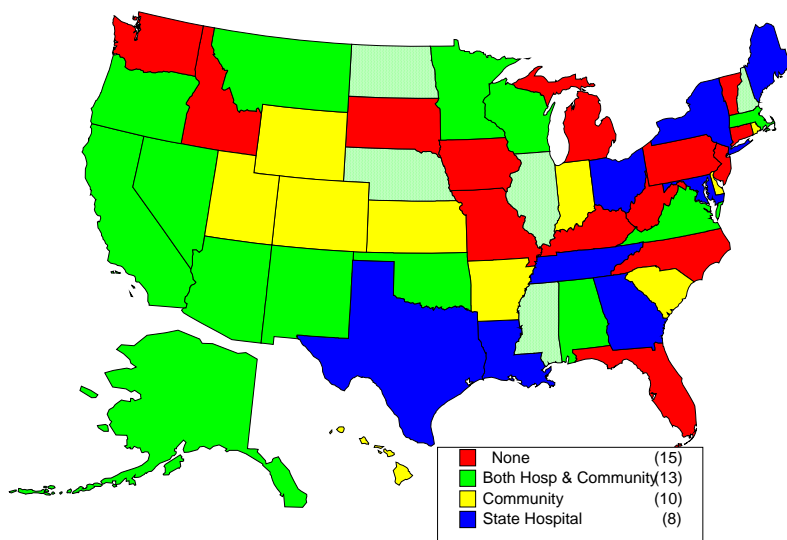 None (15)
Both Hosp & Community (13)
Community (10)
State Hospital (8)